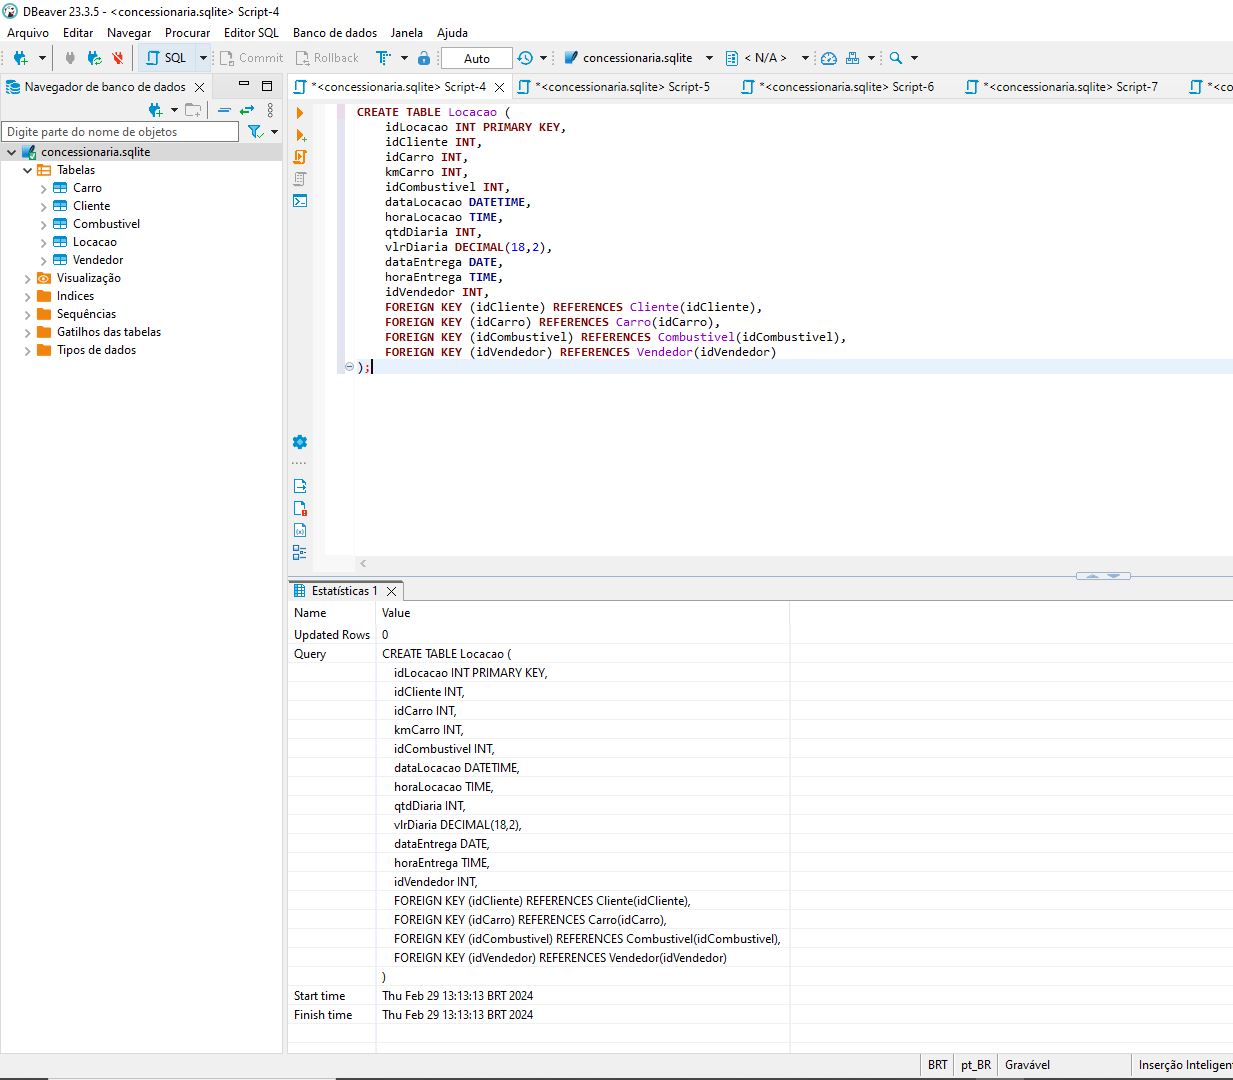 DBeaver 23.3.5 - <concessionaria.sqlite> Script-4
Arquivo Editar Navegar Procurar Editor SQL Banco de dados Janela Ajuda
SQL Commit Rollback Auto concessionaria.sqlite < N/A >
Navegador de banco de dados
Digite parte do nome de objetos
concessionaria.sqlite
Tabelas
Carro
Cliente
Combustivel
Locacao
Vendedor
Visualização
Indices
Sequências
Gatilhos das tabelas
Tipos de dados
*<concessionaria.sqlite> Script-4 *<concessionaria.sqlite> Script-5 *<concessionaria.sqlite> Script-6 *<concessionaria.sqlite> Script-7 *<co
CREATE TABLE Locacao (
idLocacao INT PRIMARY KEY,
idCliente INT,
idCarro INT,
kmCarro INT,
idCombustivel INT,
dataLocacao DATETIME,
horaLocacao TIME,
qtdDiaria INT,
vlrDiaria DECIMAL(18,2),
dataEntrega DATE,
horaEntrega TIME,
idVendedor INT,
FOREIGN KEY (idCliente) REFERENCES Cliente(idCliente),
FOREIGN KEY (idCarro) REFERENCES Carro(idCarro),
FOREIGN KEY (idCombustivel) REFERENCES Combustivel(idCombustivel),
FOREIGN KEY (idVendedor) REFERENCES Vendedor(idVendedor)
);
Estatísticas 1
Name Value
Updated Rows 0
Query CREATE TABLE Locacao (
idLocacao INT PRIMARY KEY,
idCliente INT,
idCarro INT,
kmCarro INT,
idCombustivel INT,
dataLocacao DATETIME,
horaLocacao TIME,
qtdDiaria INT,
vlrDiaria DECIMAL(18,2),
dataEntrega DATE,
horaEntrega TIME,
idVendedor INT,
FOREIGN KEY (idCliente) REFERENCES Cliente(idCliente),
FOREIGN KEY (idCarro) REFERENCES Carro(idCarro),
FOREIGN KEY (idCombustivel) REFERENCES Combustivel(idCombustivel),
FOREIGN KEY (idVendedor) REFERENCES Vendedor(idVendedor)
)
Start time Thu Feb 29 13:13:13 BRT 2024
Finish time Thu Feb 29 13:13:13 BRT 2024
BRT pt_BR Gravável Inserção Inteligen